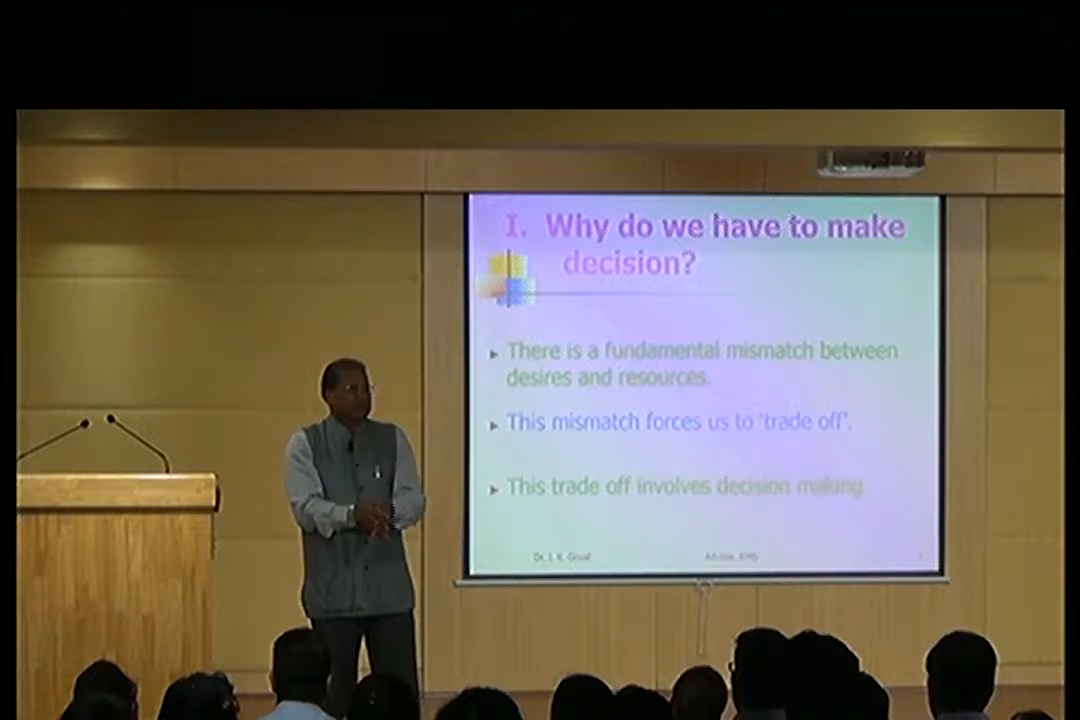 I. Why do we have to make
decision?
▸ There is a fundamental mismatch between
desires and resources.
▸ This mismatch forces us to 'trade off'.
▸ This trade off involves decision making